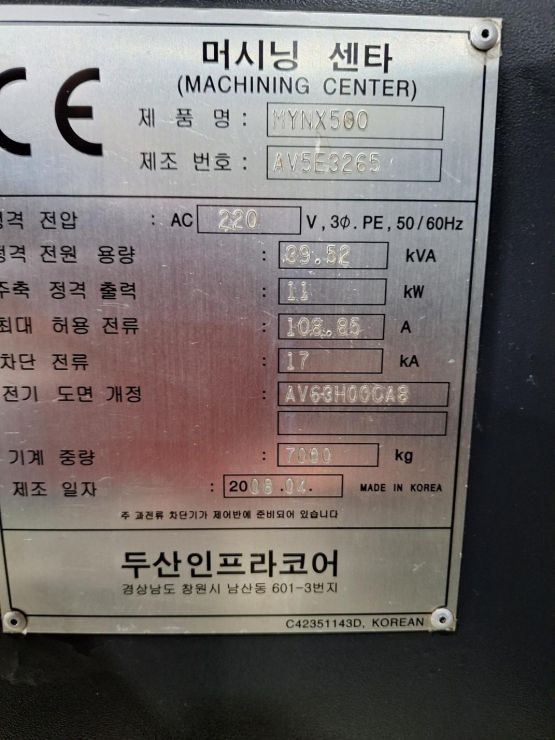 CE
머시닝 센타
(MACHINING CENTER)
제 품 명 : MYNX500
제조 번호 : AV5E3265
정격 전압 : AC 220 V, 3Φ. PE, 50/60Hz
정격 전원 용량 : 39.52 kVA
주축 정격 출력 : 11 kW
최대 허용 전류 : 108.85 A
차단 전류 : 17 kA
전기 도면 개정 : AV63H00CA8
기계 중량 : 7000 kg
제조 일자 : 2008.04. MADE IN KOREA
주 과전류 차단기가 제어반에 준비되어 있습니다
두산인프라코어
경상남도 창원시 남산동 601-3번지
C42351143D, KOREAN